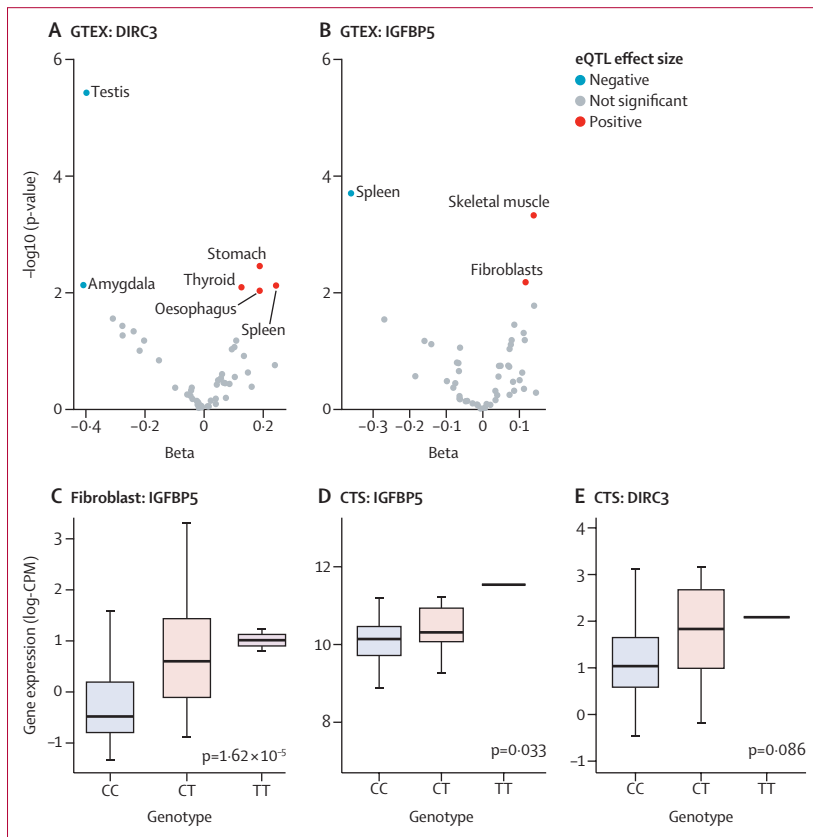 A GTEX: DIRC3
B GTEX: IGFBP5
eQTL effect size
Negative
Not significant
Positive
6
4
2
0
−log10 (p-value)
Testis
Amygdala
Stomach
Thyroid
Oesophagus
Spleen
−0·4
−0·2
0
0·2
Beta
6
4
2
0
Spleen
Skeletal muscle
Fibroblasts
−0·3
−0·2
−0·1
0
0·1
Beta
C Fibroblast: IGFBP5
Gene expression (log-CPM)
3
2
1
0
−1
p=1·62×10⁻⁵
CC
CT
TT
Genotype
D CTS: IGFBP5
12
10
8
p=0·033
CC
CT
TT
Genotype
E CTS: DIRC3
4
3
2
1
0
−1
p=0·086
CC
CT
TT
Genotype